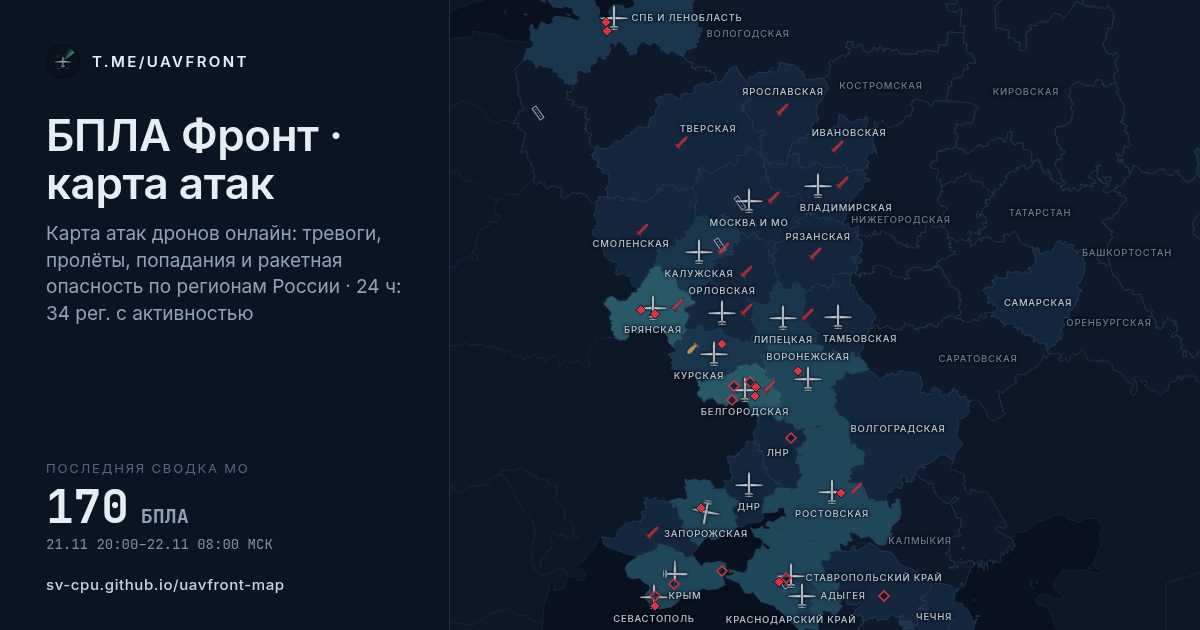 T.ME/UAVFRONT
БПЛА Фронт ·
карта атак
Карта атак дронов онлайн: тревоги,
пролёты, попадания и ракетная
опасность по регионам России · 24 ч:
34 рег. с активностью
ПОСЛЕДНЯЯ СВОДКА МО
170 БПЛА
21.11 20:00–22.11 08:00 МСК
sv-cpu.github.io/uavfront-map
СПБ И ЛЕНОБЛАСТЬ
ВОЛОГОДСКАЯ
КОСТРОМСКАЯ
ЯРОСЛАВСКАЯ
КИРОВСКАЯ
ТВЕРСКАЯ
ИВАНОВСКАЯ
ВЛАДИМИРСКАЯ
ТАТАРСТАН
МОСКВА И МО
НИЖЕГОРОДСКАЯ
РЯЗАНСКАЯ
СМОЛЕНСКАЯ
БАШКОРТОСТАН
КАЛУЖСКАЯ
ОРЛОВСКАЯ
САМАРСКАЯ
ОРЕНБУРГСКАЯ
БРЯНСКАЯ
ЛИПЕЦКАЯ
ТАМБОВСКАЯ
ВОРОНЕЖСКАЯ
САРАТОВСКАЯ
КУРСКАЯ
БЕЛГОРОДСКАЯ
ВОЛГОГРАДСКАЯ
ЛНР
ДНР
РОСТОВСКАЯ
ЗАПОРОЖСКАЯ
КАЛМЫКИЯ
СТАВРОПОЛЬСКИЙ КРАЙ
КРЫМ
АДЫГЕЯ
СЕВАСТОПОЛЬ
КРАСНОДАРСКИЙ КРАЙ
ЧЕЧНЯ